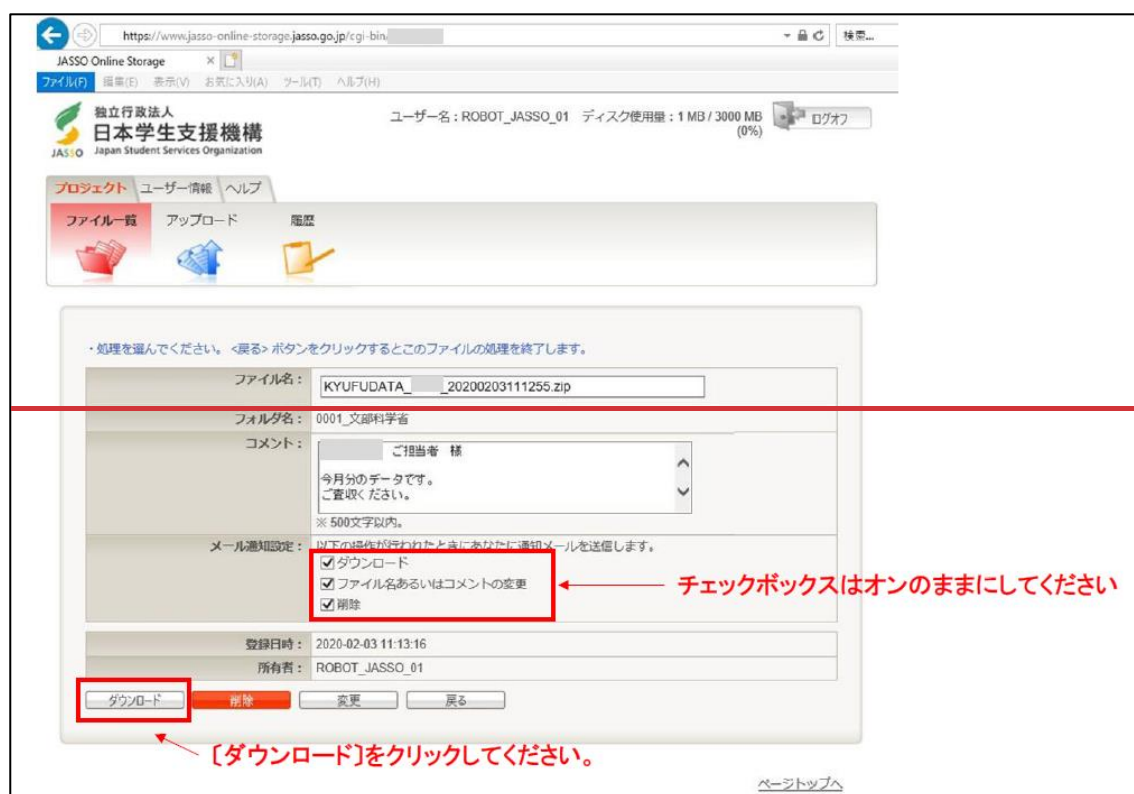 https://www.jasso-online-storage.jasso.go.jp/cgi-bin/
検索...
JASSO Online Storage
ファイル(F) 編集(E) 表示(V) お気に入り(A) ツール(T) ヘルプ(H)
独立行政法人
日本学生支援機構
JASSO Japan Student Services Organization
ユーザー名:ROBOT_JASSO_01 ディスク使用量:1 MB / 3000 MB
(0%)
ログオフ
プロジェクト ユーザー情報 ヘルプ
ファイル一覧 アップロード 履歴
・処理を選んでください。<戻る>ボタンをクリックするとこのファイルの処理を終了します。
ファイル名: KYUFUDATA_ _20200203111255.zip
フォルダ名: 0001_文部科学省
コメント: ご担当者 様
今月分のデータです。
ご査収ください。
※ 500文字以内。
メール通知設定: 以下の操作が行われたときにあなたに通知メールを送信します。
ダウンロード
ファイル名あるいはコメントの変更
削除
チェックボックスはオンのままにしてください
登録日時: 2020-02-03 11:13:16
所有者: ROBOT_JASSO_01
ダウンロード 削除 変更 戻る
〔ダウンロード〕をクリックしてください。
ページトップへ